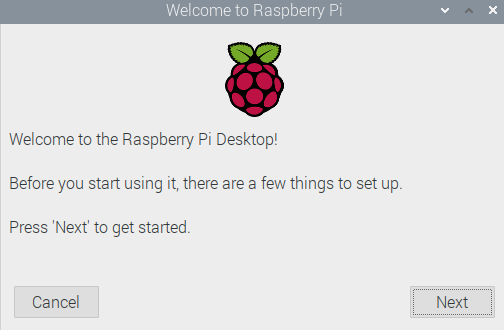 Welcome to Raspberry Pi
Welcome to the Raspberry Pi Desktop!
Before you start using it, there are a few things to set up.
Press 'Next' to get started.
Cancel
Next